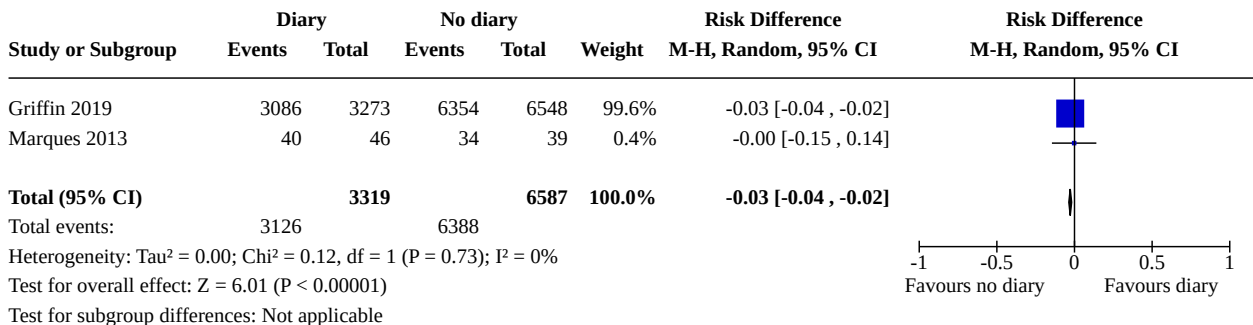 Diary No diary Risk Difference Risk Difference
Study or Subgroup Events Total Events Total Weight M-H, Random, 95% CI M-H, Random, 95% CI
Griffin 2019 3086 3273 6354 6548 99.6% -0.03 [-0.04 , -0.02]
Marques 2013 40 46 34 39 0.4% -0.00 [-0.15 , 0.14]
Total (95% CI) 3319 6587 100.0% -0.03 [-0.04 , -0.02]
Total events: 3126 6388
Heterogeneity: Tau² = 0.00; Chi² = 0.12, df = 1 (P = 0.73); I² = 0%
-1 -0.5 0 0.5 1
Test for overall effect: Z = 6.01 (P < 0.00001)
Favours no diary Favours diary
Test for subgroup differences: Not applicable